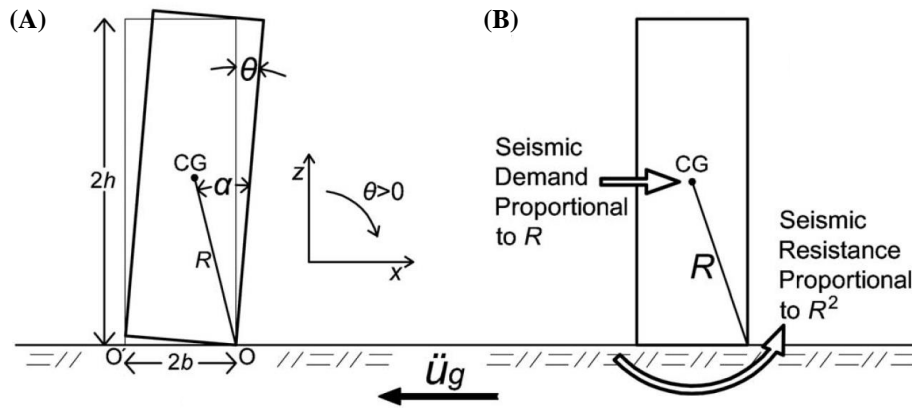 (A)
θ
2h
CG
α
R
z
θ>0
x
O'
2b
O
üg
(B)
Seismic
Demand
Proportional
to R
CG
R
Seismic
Resistance
Proportional
to R²